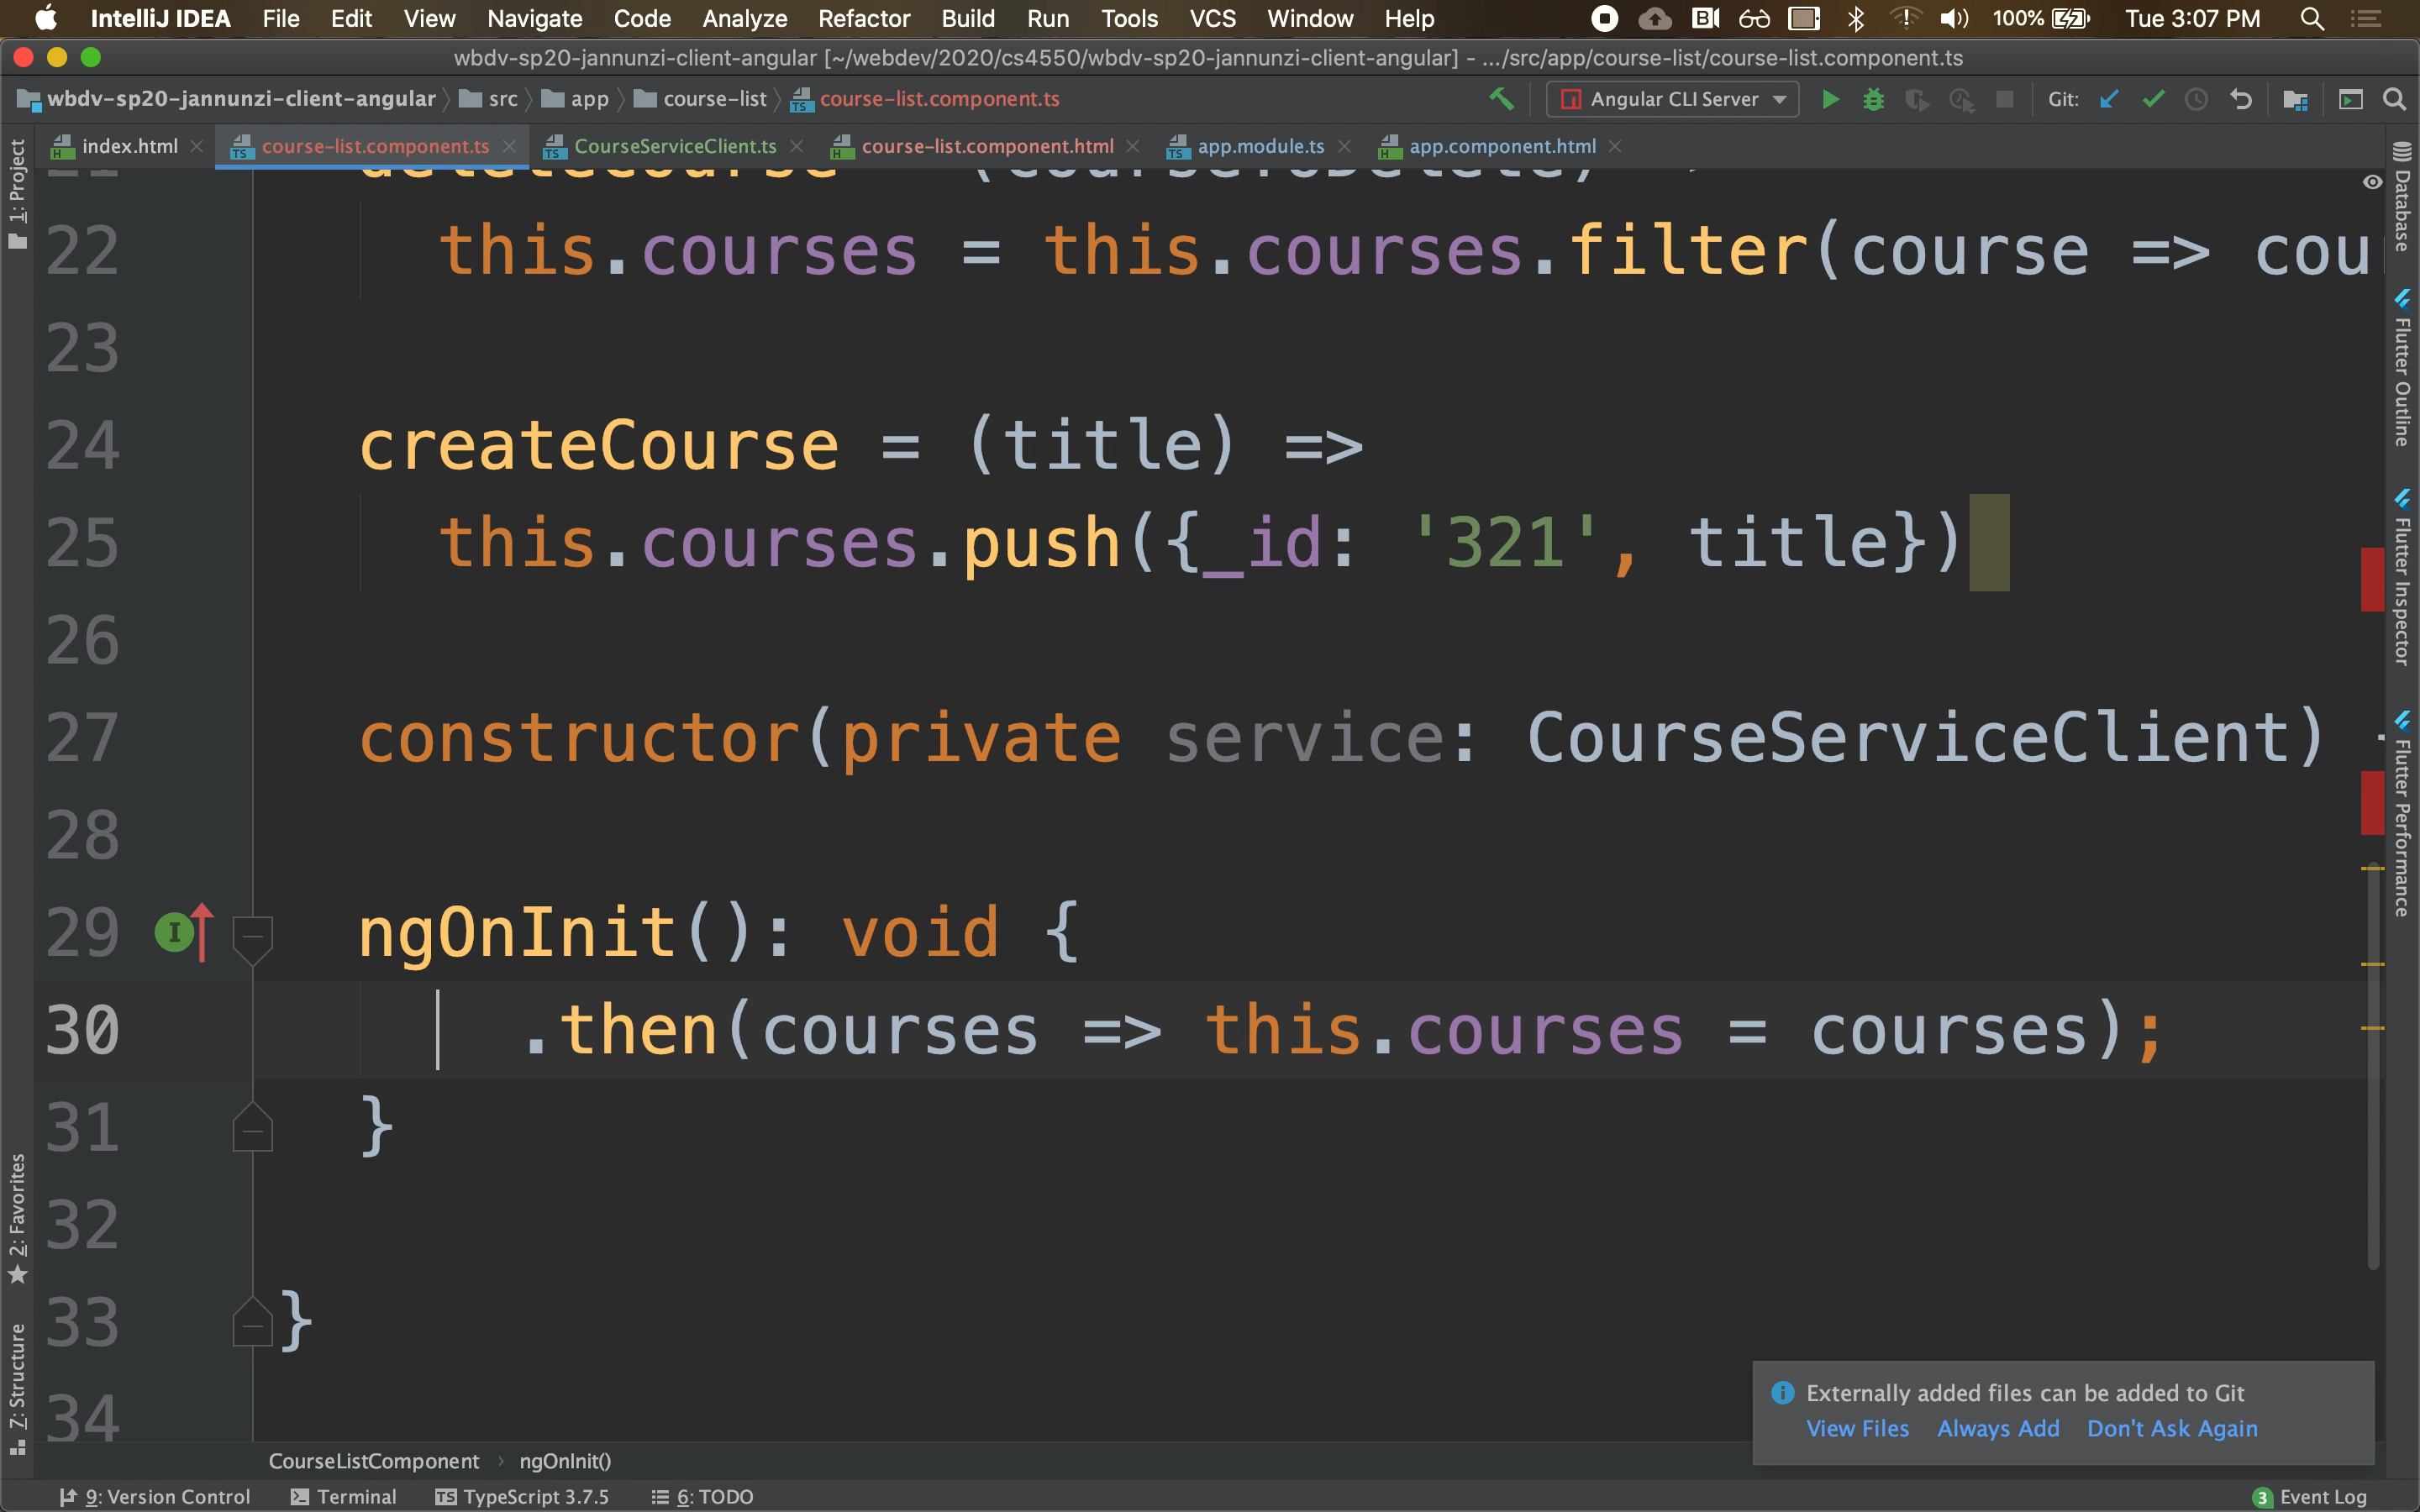 IntelliJ IDEA File Edit View Navigate Code Analyze Refactor Build Run Tools VCS Window Help 100% Tue 3:07 PM
wbdv-sp20-jannunzi-client-angular [~/webdev/2020/cs4550/wbdv-sp20-jannunzi-client-angular] - .../src/app/course-list/course-list.component.ts
wbdv-sp20-jannunzi-client-angular src app course-list course-list.component.ts Angular CLI Server Git:
index.html course-list.component.ts CourseServiceClient.ts course-list.component.html app.module.ts app.component.html
21 deleteCourse = (courseToDelete) =>
22 this.courses = this.courses.filter(course => cou
23
24 createCourse = (title) =>
25 this.courses.push({_id: '321', title})
26
27 constructor(private service: CourseServiceClient) {
28
29 ngOnInit(): void {
30 .then(courses => this.courses = courses);
31 }
32
33 }
34
1: Project
2: Favorites
7: Structure
Database
Flutter Outline
Flutter Inspector
Flutter Performance
Externally added files can be added to Git
View Files Always Add Don't Ask Again
CourseListComponent › ngOnInit()
9: Version Control Terminal TypeScript 3.7.5 6: TODO 3 Event Log